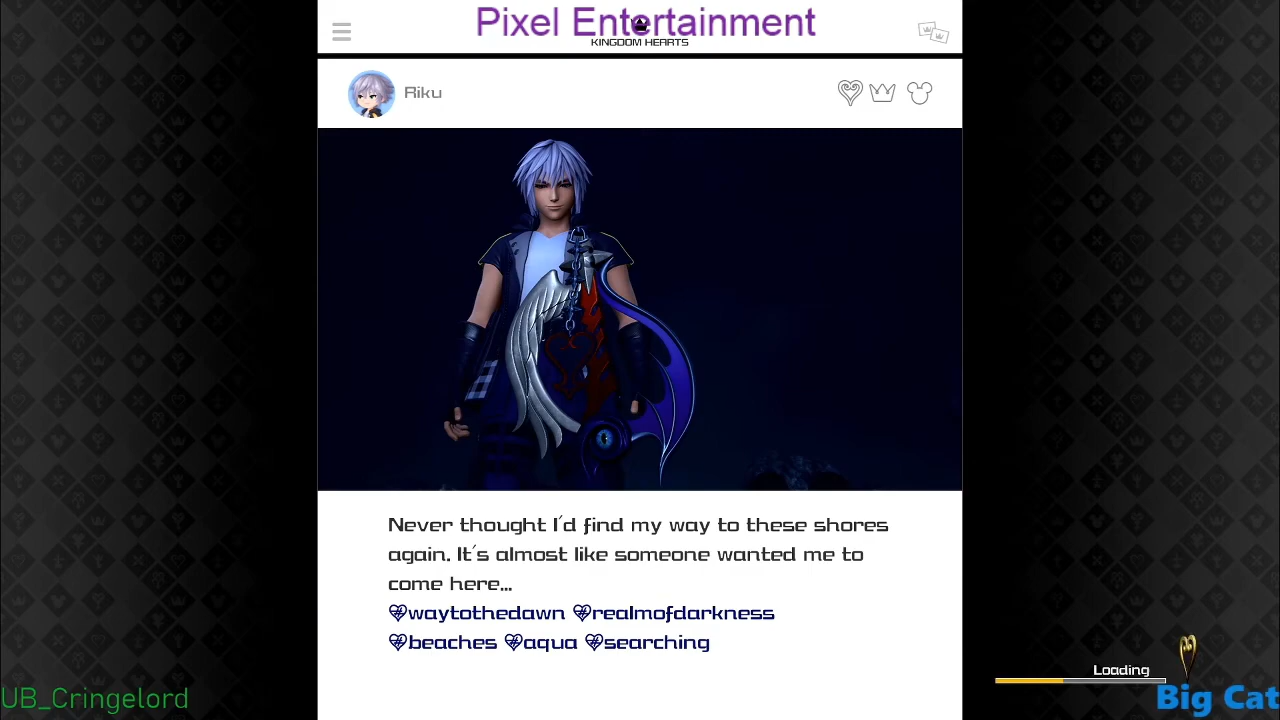 Pixel Entertainment
KINGDOM HEARTS
Riku
Never thought I'd find my way to these shores
again. It's almost like someone wanted me to
come here...
#waytothedawn #realmofdarkness
#beaches #aqua #searching
Loading
UB_Cringelord
Big Cat